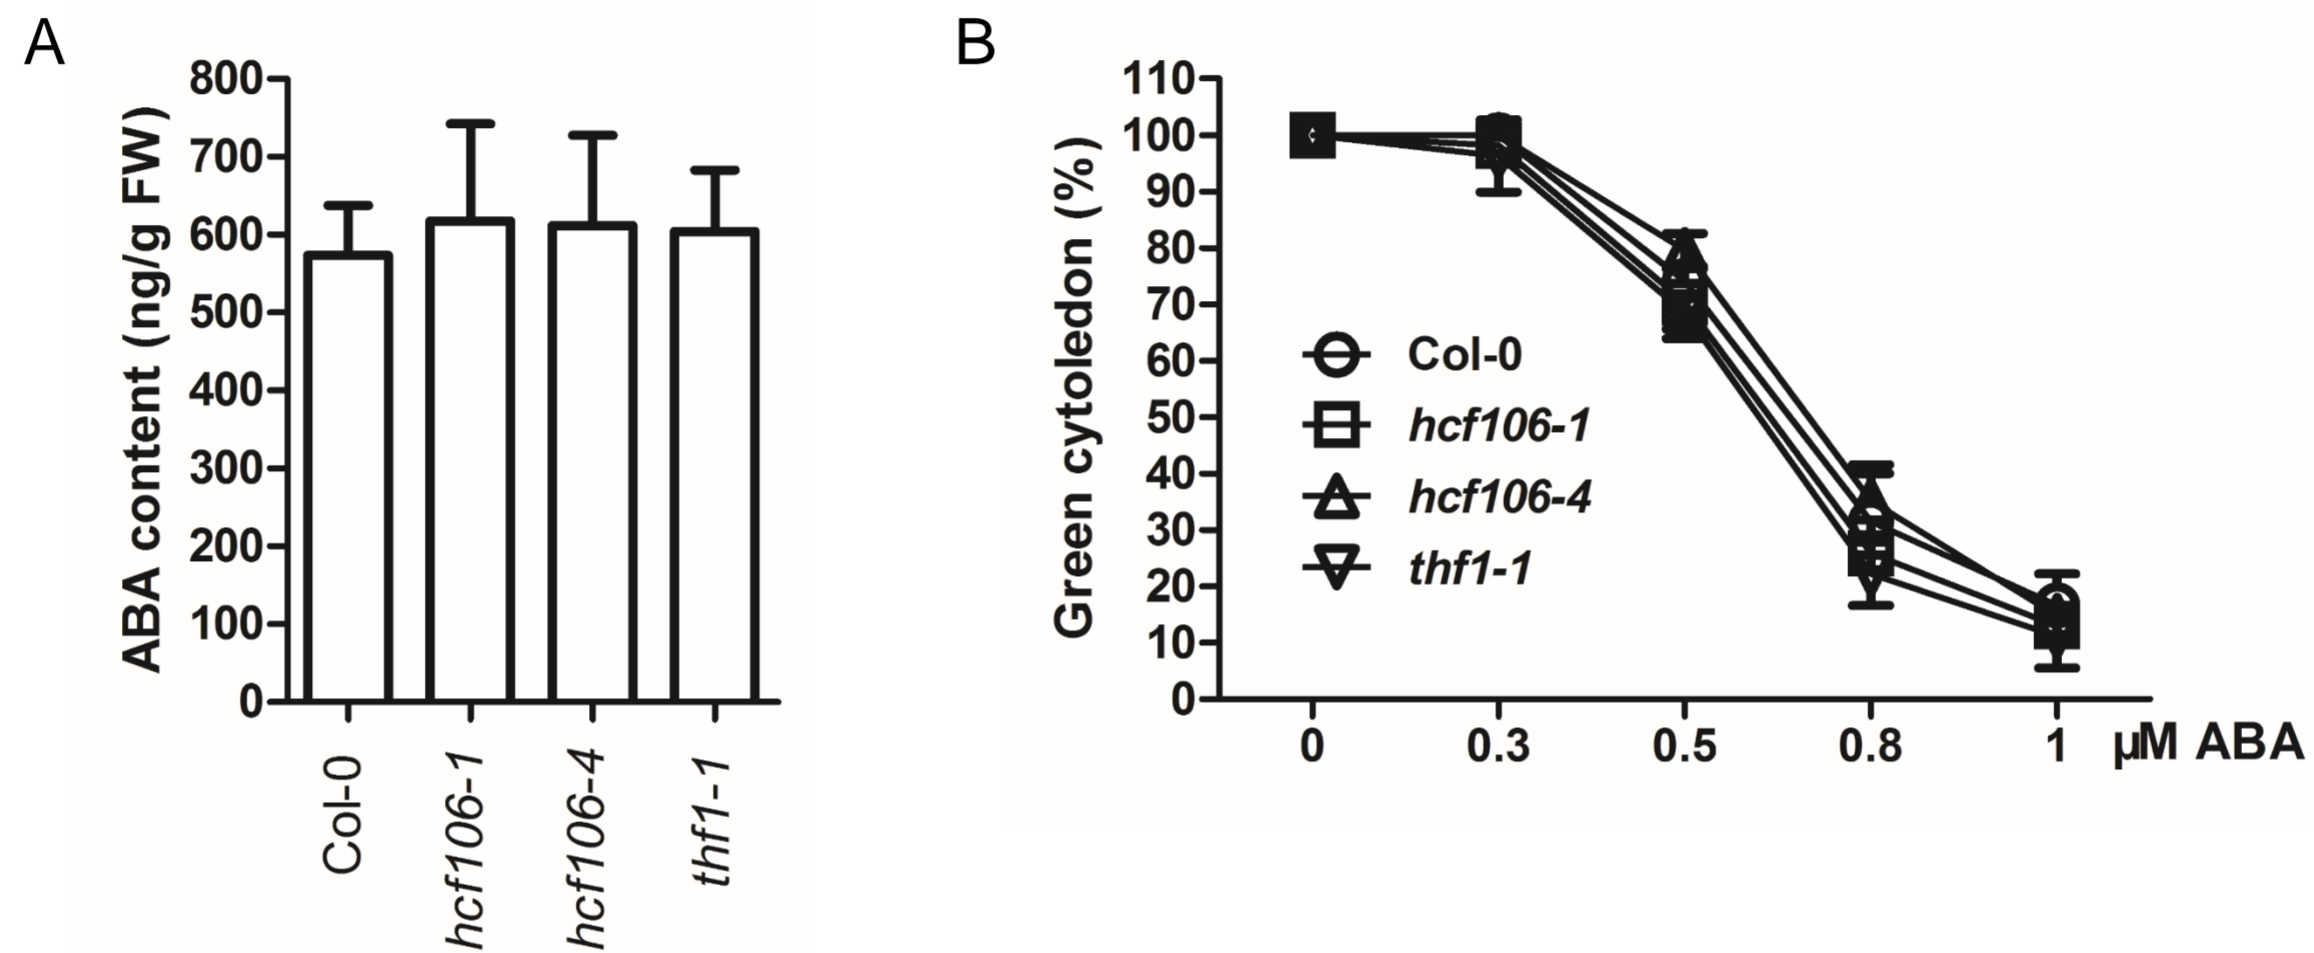 A
ABA content (ng/g FW)
800
700
600
500
400
300
200
100
0
Col-0
hcf106-1
hcf106-4
thf1-1
B
Green cytoledon (%)
110
100
90
80
70
60
50
40
30
20
10
0
Col-0
hcf106-1
hcf106-4
thf1-1
0 0.3 0.5 0.8 1 µM ABA